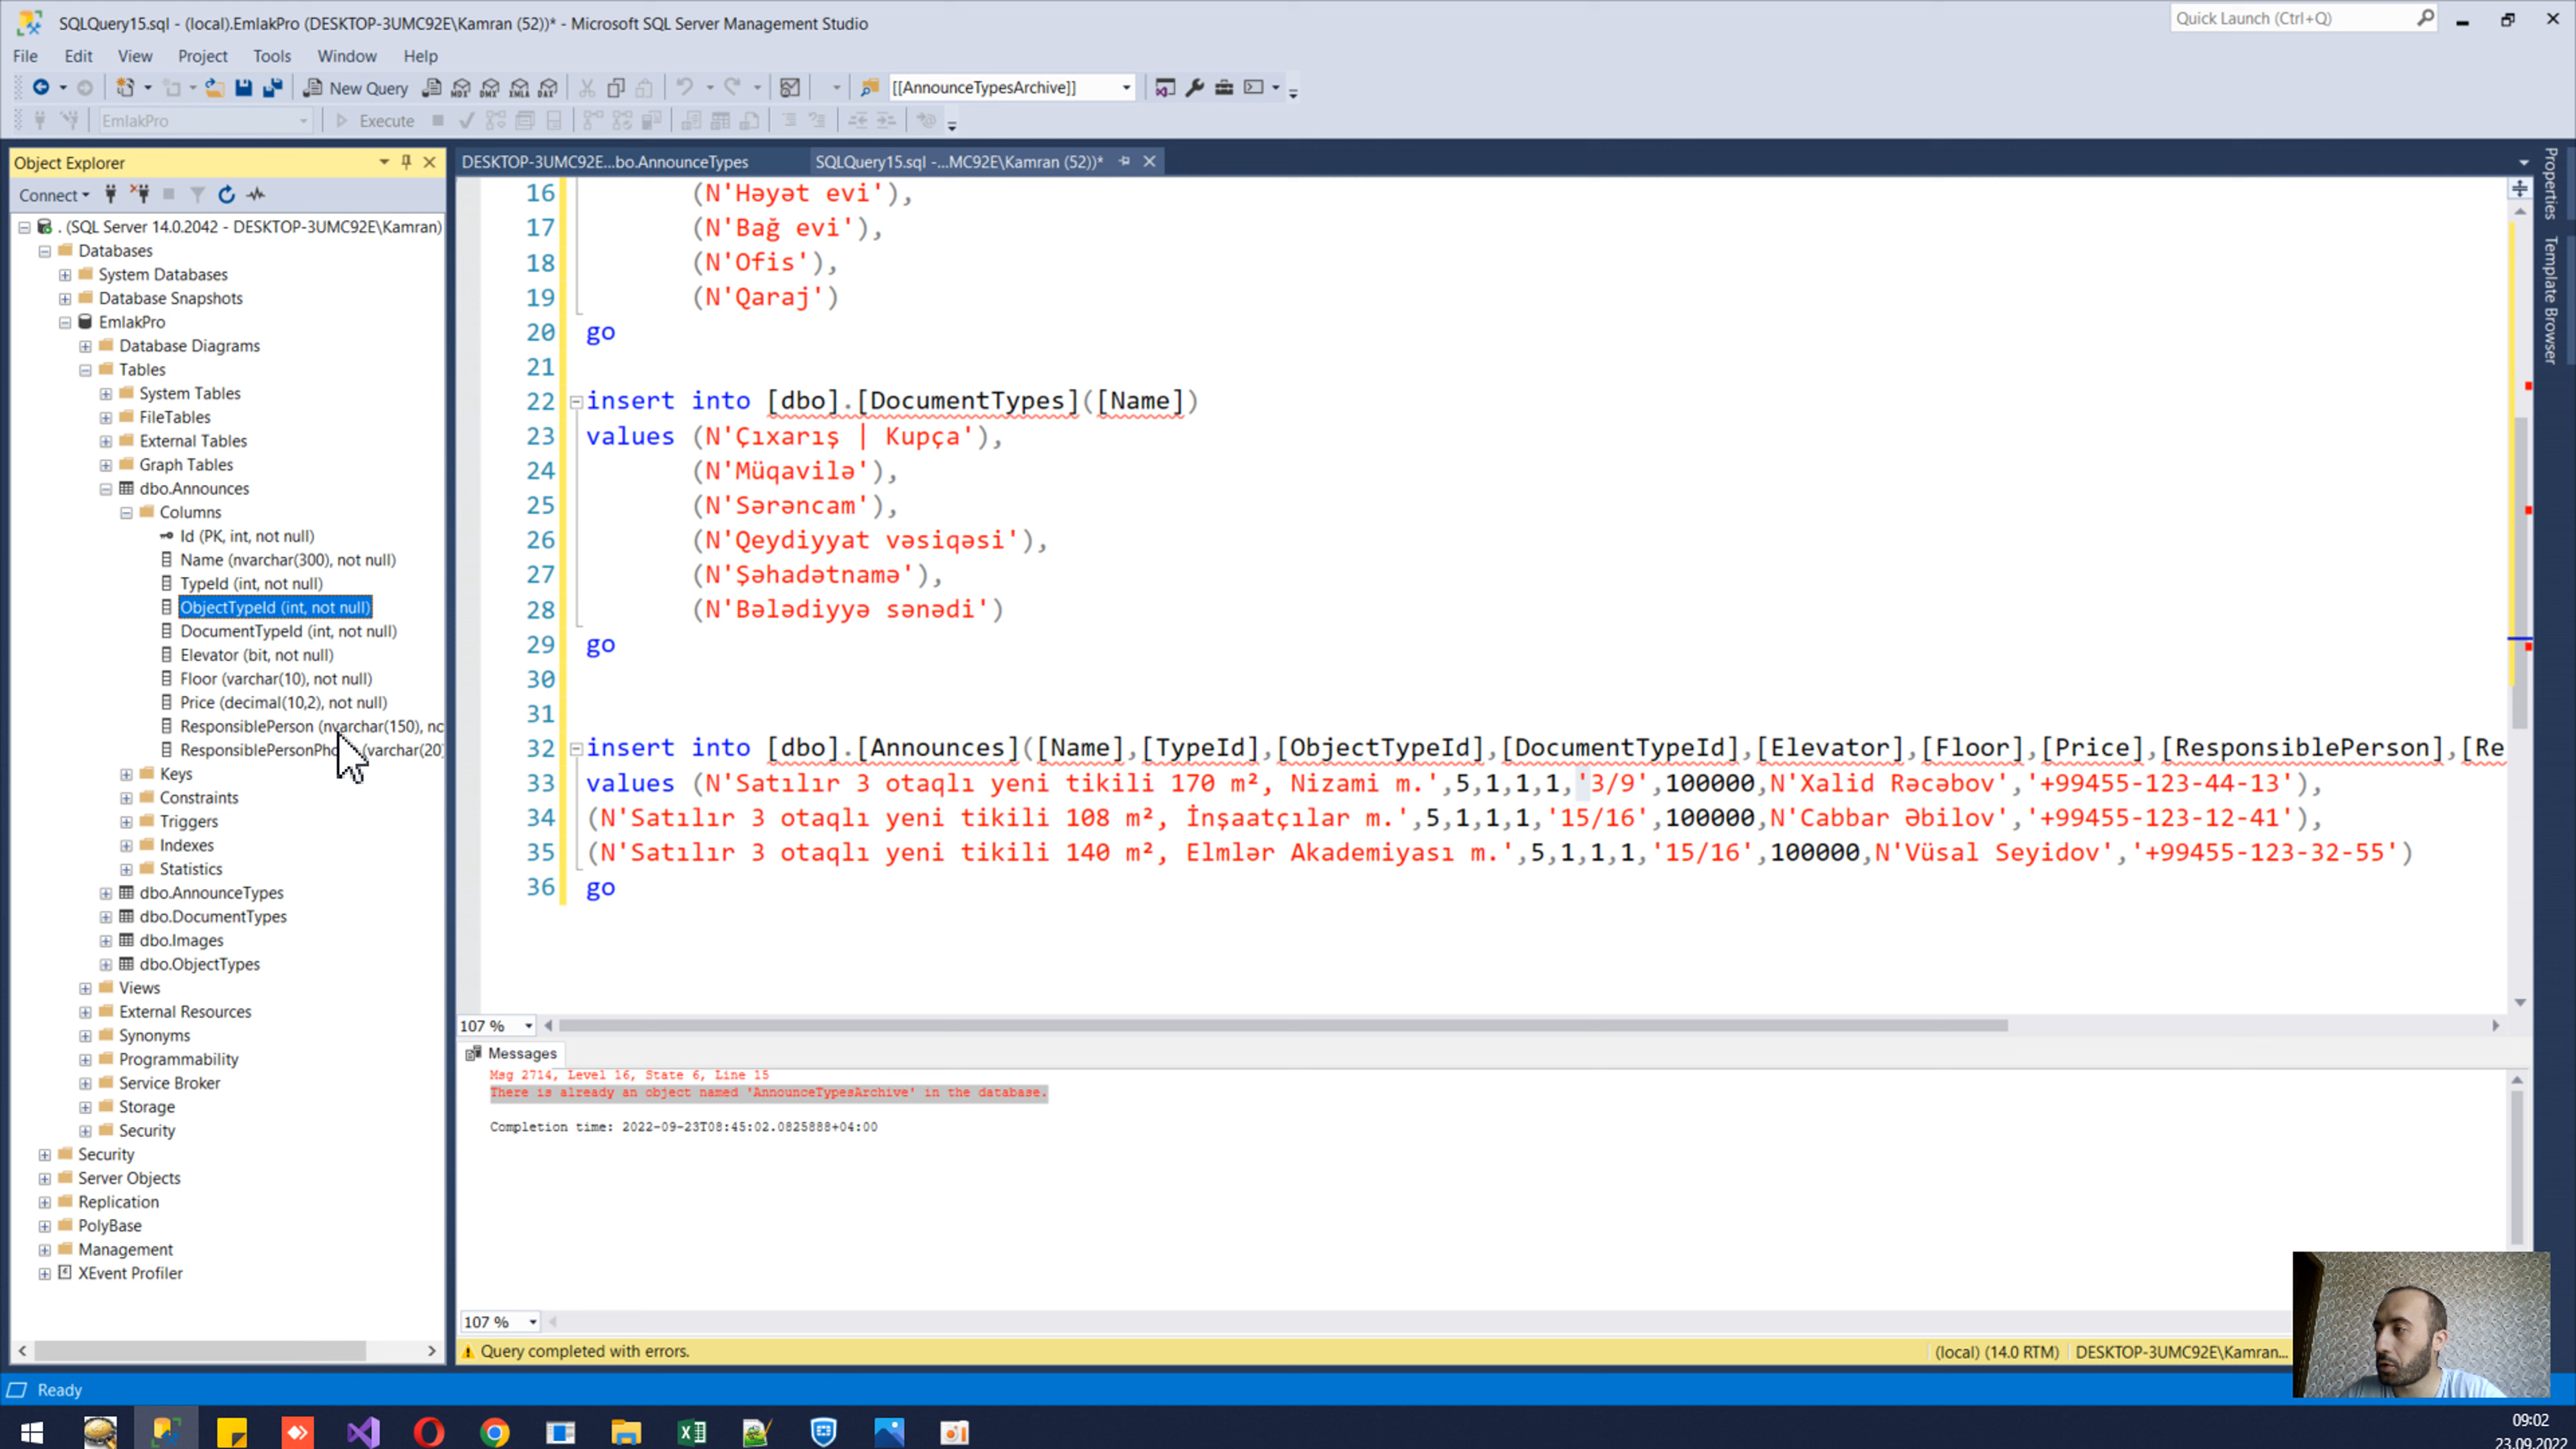 SQLQuery15.sql - (local).EmlakPro (DESKTOP-3UMC92E\Kamran (52))* - Microsoft SQL Server Management Studio
Quick Launch (Ctrl+Q)
File Edit View Project Tools Window Help
New Query
[[AnnounceTypesArchive]]
EmlakPro
Execute
Object Explorer
Connect
. (SQL Server 14.0.2042 - DESKTOP-3UMC92E\Kamran)
Databases
System Databases
Database Snapshots
EmlakPro
Database Diagrams
Tables
System Tables
FileTables
External Tables
Graph Tables
dbo.Announces
Columns
Id (PK, int, not null)
Name (nvarchar(300), not null)
TypeId (int, not null)
ObjectTypeId (int, not null)
DocumentTypeId (int, not null)
Elevator (bit, not null)
Floor (varchar(10), not null)
Price (decimal(10,2), not null)
ResponsiblePerson (nvarchar(150), nc
ResponsiblePersonPho (varchar(20)
Keys
Constraints
Triggers
Indexes
Statistics
dbo.AnnounceTypes
dbo.DocumentTypes
dbo.Images
dbo.ObjectTypes
Views
External Resources
Synonyms
Programmability
Service Broker
Storage
Security
Security
Server Objects
Replication
PolyBase
Management
XEvent Profiler
DESKTOP-3UMC92E...bo.AnnounceTypes
SQLQuery15.sql -...MC92E\Kamran (52))*
16 (N'Həyət evi'),
17 (N'Bağ evi'),
18 (N'Ofis'),
19 (N'Qaraj')
20 go
21
22 insert into [dbo].[DocumentTypes]([Name])
23 values (N'Çıxarış | Kupça'),
24 (N'Müqavilə'),
25 (N'Sərəncam'),
26 (N'Qeydiyyat vəsiqəsi'),
27 (N'Şəhadətnamə'),
28 (N'Bələdiyyə sənədi')
29 go
30
31
32 insert into [dbo].[Announces]([Name],[TypeId],[ObjectTypeId],[DocumentTypeId],[Elevator],[Floor],[Price],[ResponsiblePerson],[Re
33 values (N'Satılır 3 otaqlı yeni tikili 170 m², Nizami m.',5,1,1,1,'3/9',100000,N'Xalid Rəcəbov','+99455-123-44-13'),
34 (N'Satılır 3 otaqlı yeni tikili 108 m², İnşaatçılar m.',5,1,1,1,'15/16',100000,N'Cabbar Əbilov','+99455-123-12-41'),
35 (N'Satılır 3 otaqlı yeni tikili 140 m², Elmlər Akademiyası m.',5,1,1,1,'15/16',100000,N'Vüsal Seyidov','+99455-123-32-55')
36 go
107 %
Messages
Msg 2714, Level 16, State 6, Line 15
There is already an object named 'AnnounceTypesArchive' in the database.
Completion time: 2022-09-23T08:45:02.0825888+04:00
107 %
Query completed with errors.
(local) (14.0 RTM)
DESKTOP-3UMC92E\Kamran...
Properties
Template Browser
Ready
09:02
23.09.2022